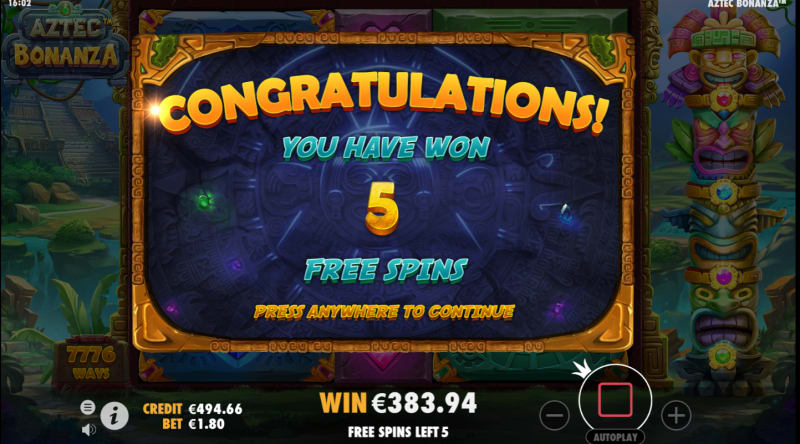 16:02
AZTEC BONANZA™
AZTEC™
BONANZA
CONGRATULATIONS!
YOU HAVE WON
5
FREE SPINS
PRESS ANYWHERE TO CONTINUE
7776
WAYS
CREDIT €494.66
BET €1.80
WIN €383.94
FREE SPINS LEFT 5
AUTOPLAY